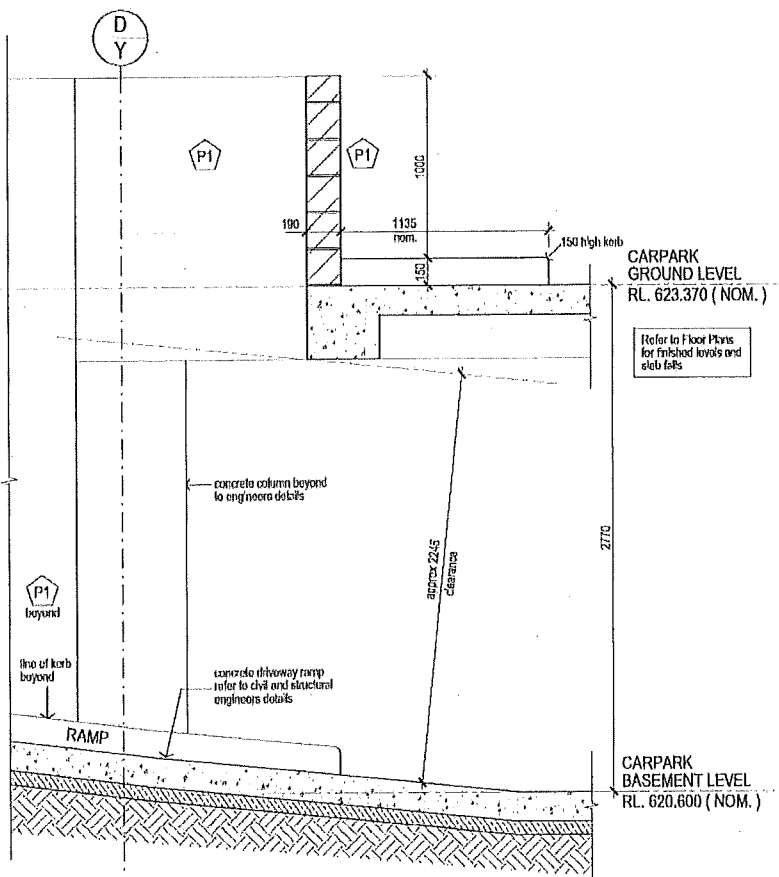 D
Y
P1
P1
1000
190
1135
nom.
150 high kerb
150
CARPARK
GROUND LEVEL
RL. 623.370 ( NOM. )
Refer to Floor Plans
for finished levels and
slab falls
concrete column beyond
to engineers details
approx 2245
clearance
2770
P1
beyond
line of kerb
beyond
concrete driveway ramp
refer to civil and structural
engineers details
RAMP
CARPARK
BASEMENT LEVEL
RL. 620.600 ( NOM. )